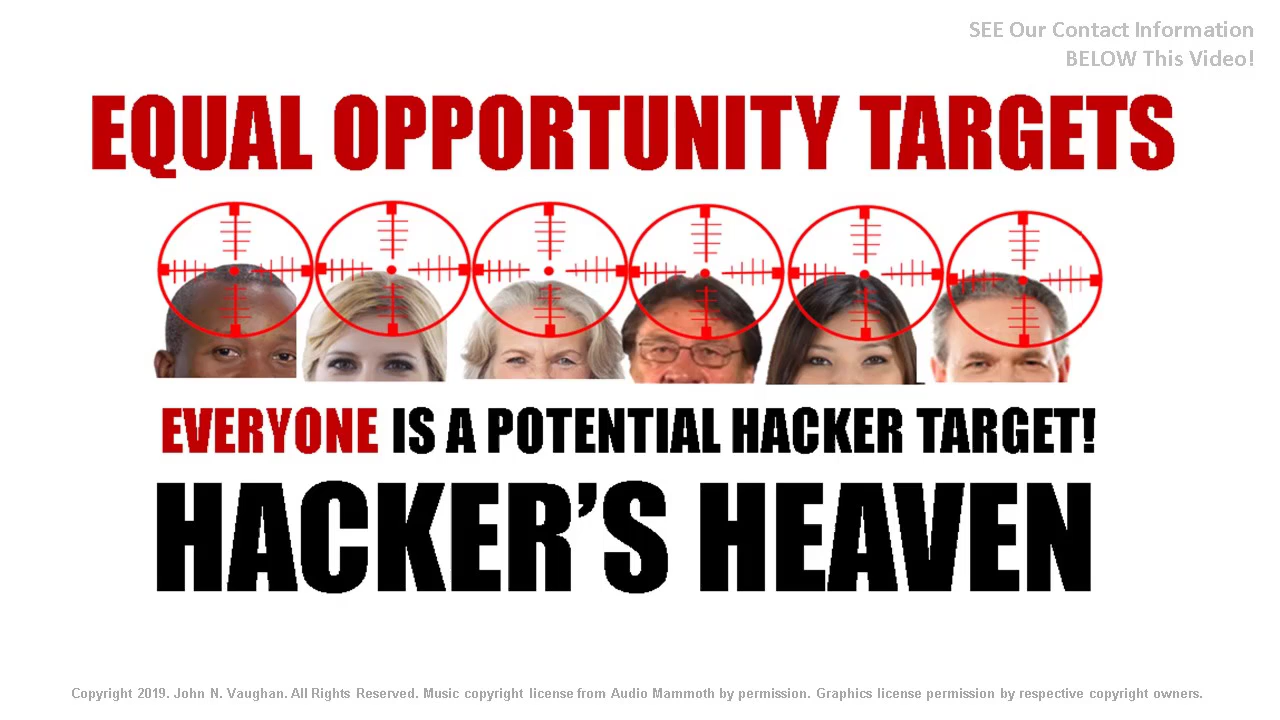 SEE Our Contact Information
BELOW This Video!
EQUAL OPPORTUNITY TARGETS
EVERYONE IS A POTENTIAL HACKER TARGET!
HACKER’S HEAVEN
Copyright 2019. John N. Vaughan. All Rights Reserved. Music copyright license from Audio Mammoth by permission. Graphics license permission by respective copyright owners.